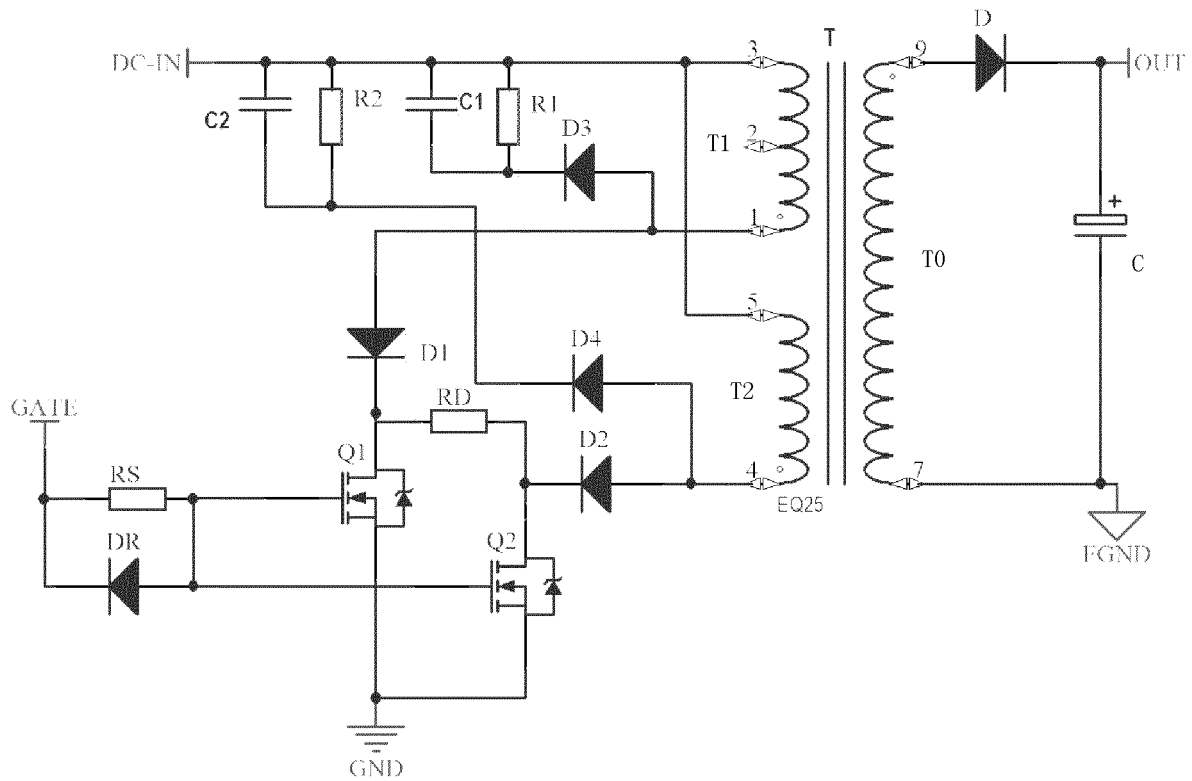 D
3 T 9
DC-IN OUT
R2 C1 R1
C2
D3
T1 2
1 +
T0 C
5
D4
D1
T2
RD
GATE
D2
Q1
RS 4 7
EQ25
DR Q2
FGND
GND